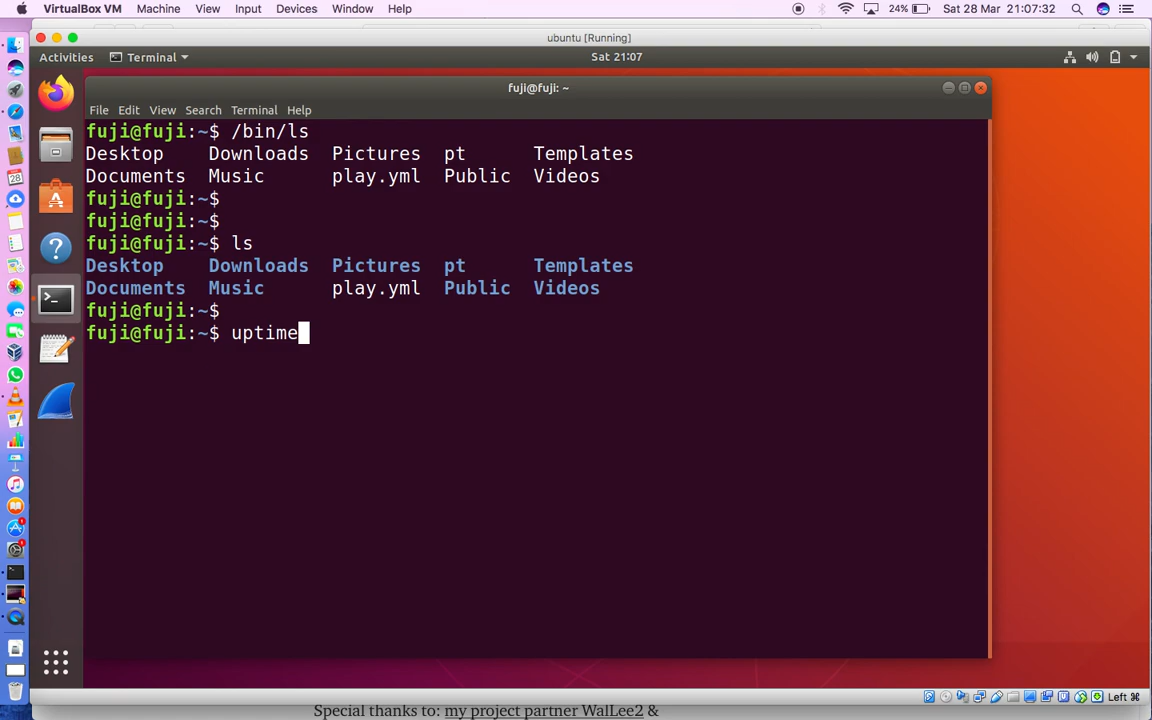 VirtualBox VM Machine View Input Devices Window Help 24% Sat 28 Mar 21:07:32
ubuntu [Running]
Activities Terminal Sat 21:07
fuji@fuji: ~
File Edit View Search Terminal Help
fuji@fuji:~$ /bin/ls
Desktop Downloads Pictures pt Templates
Documents Music play.yml Public Videos
fuji@fuji:~$
fuji@fuji:~$
fuji@fuji:~$ ls
Desktop Downloads Pictures pt Templates
Documents Music play.yml Public Videos
fuji@fuji:~$
fuji@fuji:~$ uptime
Left ⌘
Special thanks to: my project partner WalLee2 &